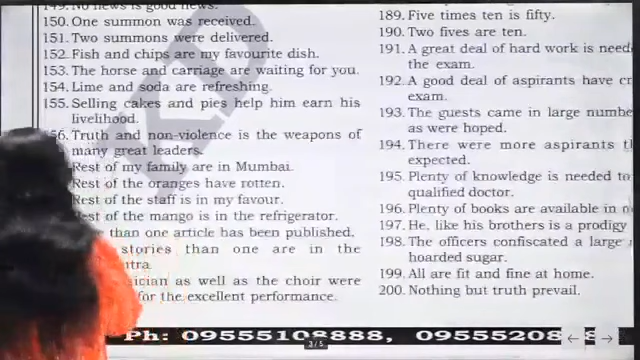 149. No news is good news.
150. One summon was received.
151. Two summons were delivered.
152. Fish and chips are my favourite dish.
153. The horse and carriage are waiting for you.
154. Lime and soda are refreshing.
155. Selling cakes and pies help him earn his
livelihood.
56. Truth and non-violence is the weapons of
many great leaders.
Rest of my family are in Mumbai.
Rest of the oranges have rotten.
Rest of the staff is in my favour.
Rest of the mango is in the refrigerator.
than one article has been published.
stories than one are in the
as well as the choir were
for the excellent performance.
189. Five times ten is fifty.
190. Two fives are ten.
191. A great deal of hard work is
the exam.
192. A good deal of aspirants have
exam.
193. The guests came in large
as were hoped.
194. There were more aspirants
expected.
195. Plenty of knowledge is needed
qualified doctor.
196. Plenty of books are available in
197. He, like his brothers is a prodigy
198. The officers confiscated a large
hoarded sugar.
199. All are fit and fine at home.
200. Nothing but truth prevail.
Ph: 09555108888, 09555208
3 / 5